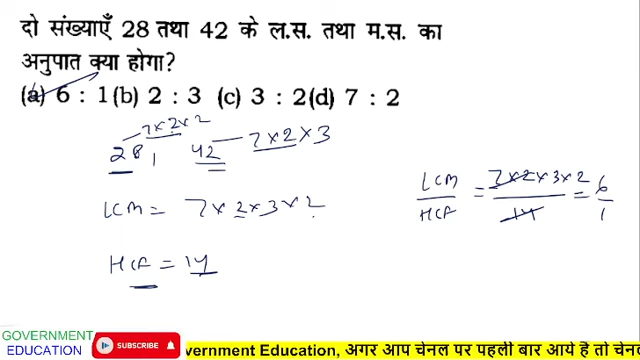 दो संख्याएँ 28 तथा 42 के ल.स. तथा म.स. का
अनुपात क्या होगा?
(a) 6 : 1 (b) 2 : 3 (c) 3 : 2 (d) 7 : 2
7×2×2
28, 42 7×2×3
LCM = 7×2×3×2
HCF = 14
LCM/HCF = 7×2×3×2/14 = 6/1
GOVERNMENT
EDUCATION
SUBSCRIBE
vernment Education, अगर आप चेनल पर पहली बार आये हैं तो चेनल